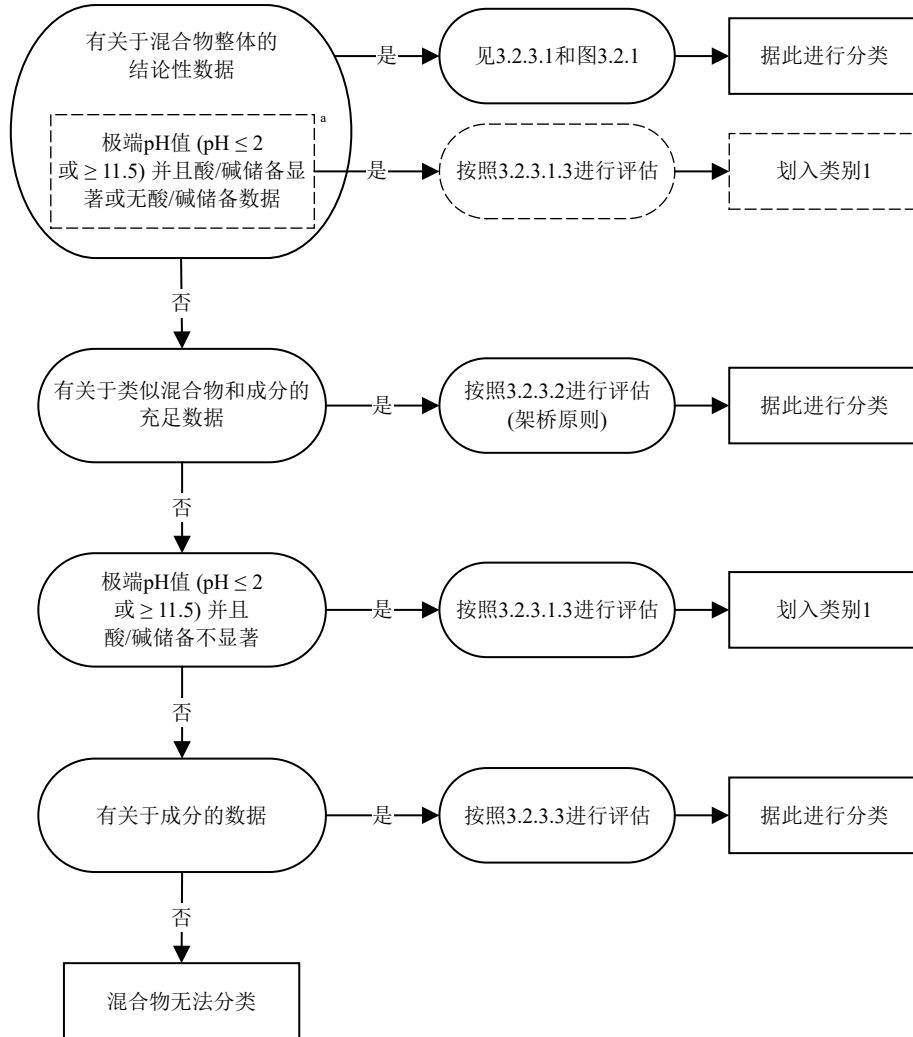 有关于混合物整体的
结论性数据
是
见3.2.3.1和图3.2.1
据此进行分类
a
极端pH值 (pH ≤ 2
或 ≥ 11.5) 并且酸/碱储备显
著或无酸/碱储备数据
是
按照3.2.3.1.3进行评估
划入类别1
否
有关于类似混合物和成分的
充足数据
是
按照3.2.3.2进行评估
(架桥原则)
据此进行分类
否
极端pH值 (pH ≤ 2
或 ≥ 11.5) 并且
酸/碱储备不显著
是
按照3.2.3.1.3进行评估
划入类别1
否
有关于成分的数据
是
按照3.2.3.3进行评估
据此进行分类
否
混合物无法分类